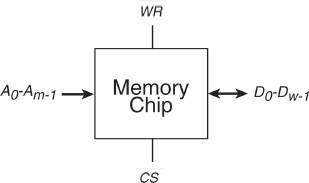 WR
A0-Am-1
Memory
Chip
D0-Dw-1
CS